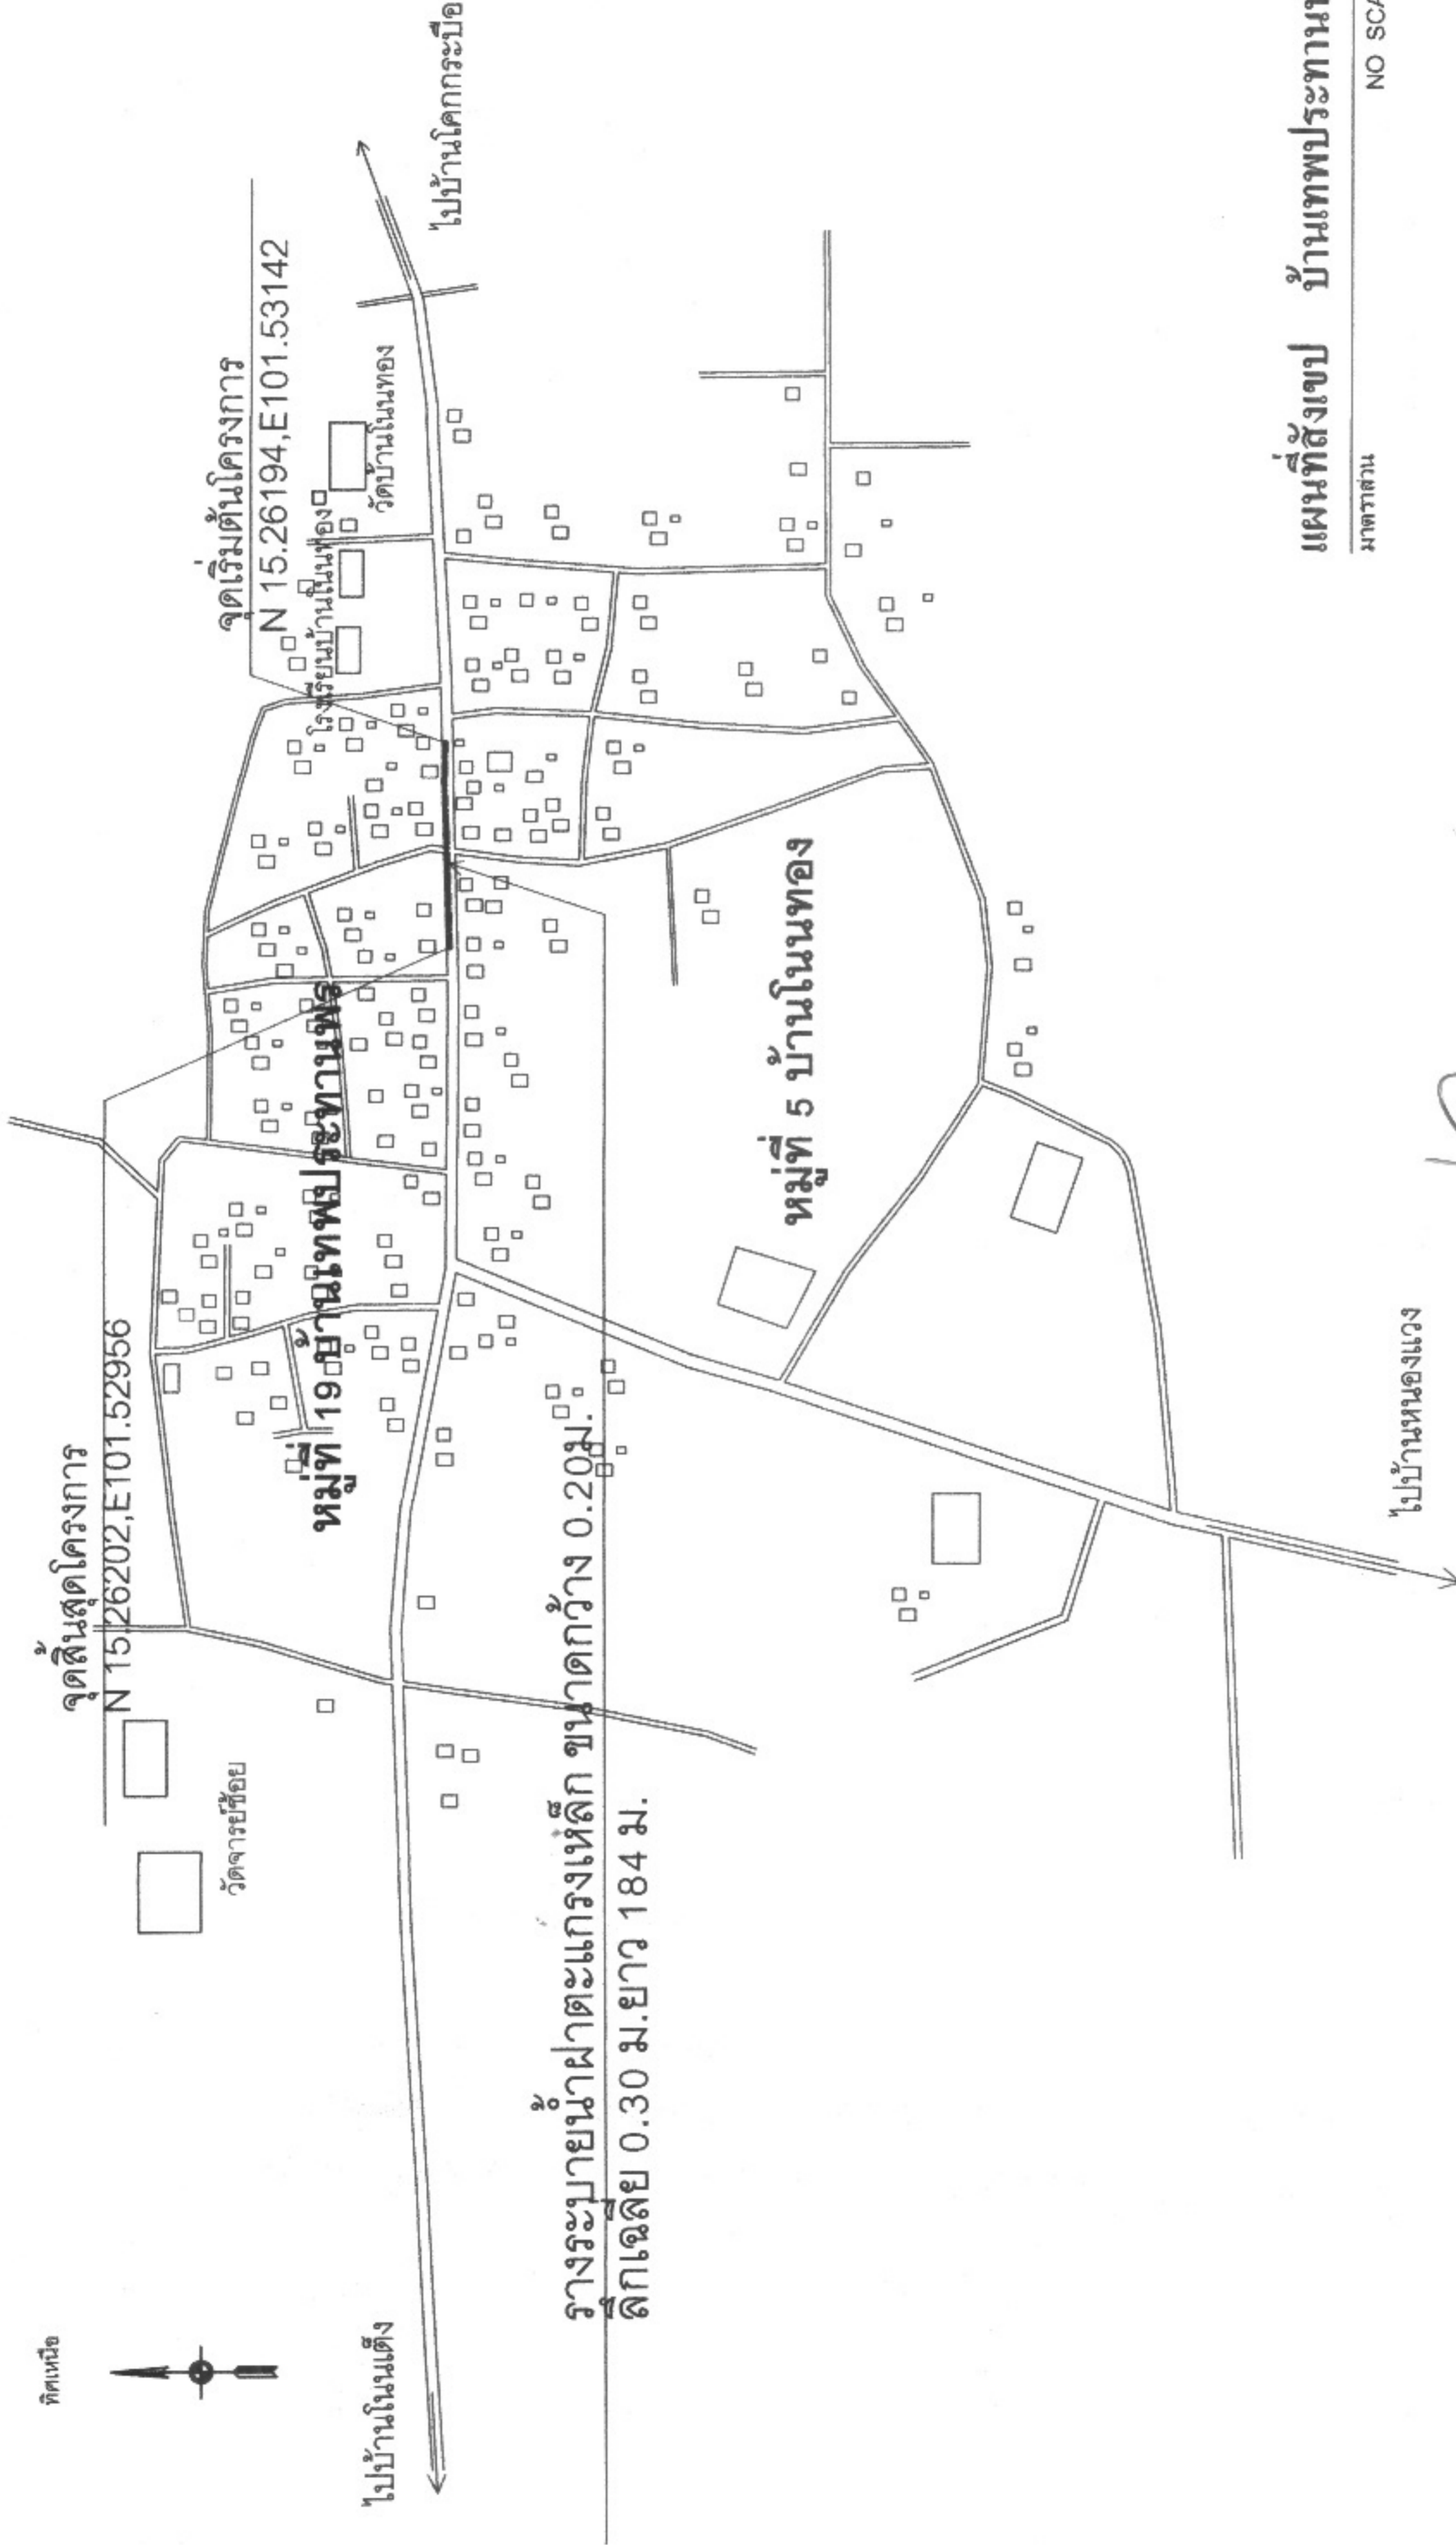 ทิศเหนือ
จุดสิ้นสุดโครงการ
N 15.26202,E101.52956
จุดเริ่มต้นโครงการ
N 15.26194,E101.53142
วัดจารย์ช้อย
โรงเรียนบ้านโนนทอง
วัดบ้านโนนทอง
หมู่ที่ 19 บ้านเทพประทานพร
ไปบ้านโนนเต็ง
ไปบ้านโคกกระบือ
รางระบายน้ำฝาตะแกรงเหล็ก ขนาดกว้าง 0.20ม.
ลึกเฉลี่ย 0.30 ม.ยาว 184 ม.
หมู่ที่ 5 บ้านโนนทอง
ไปบ้านหนองแวง
แผนที่สังเขป บ้านเทพประทาน
มาตราส่วน NO SCA